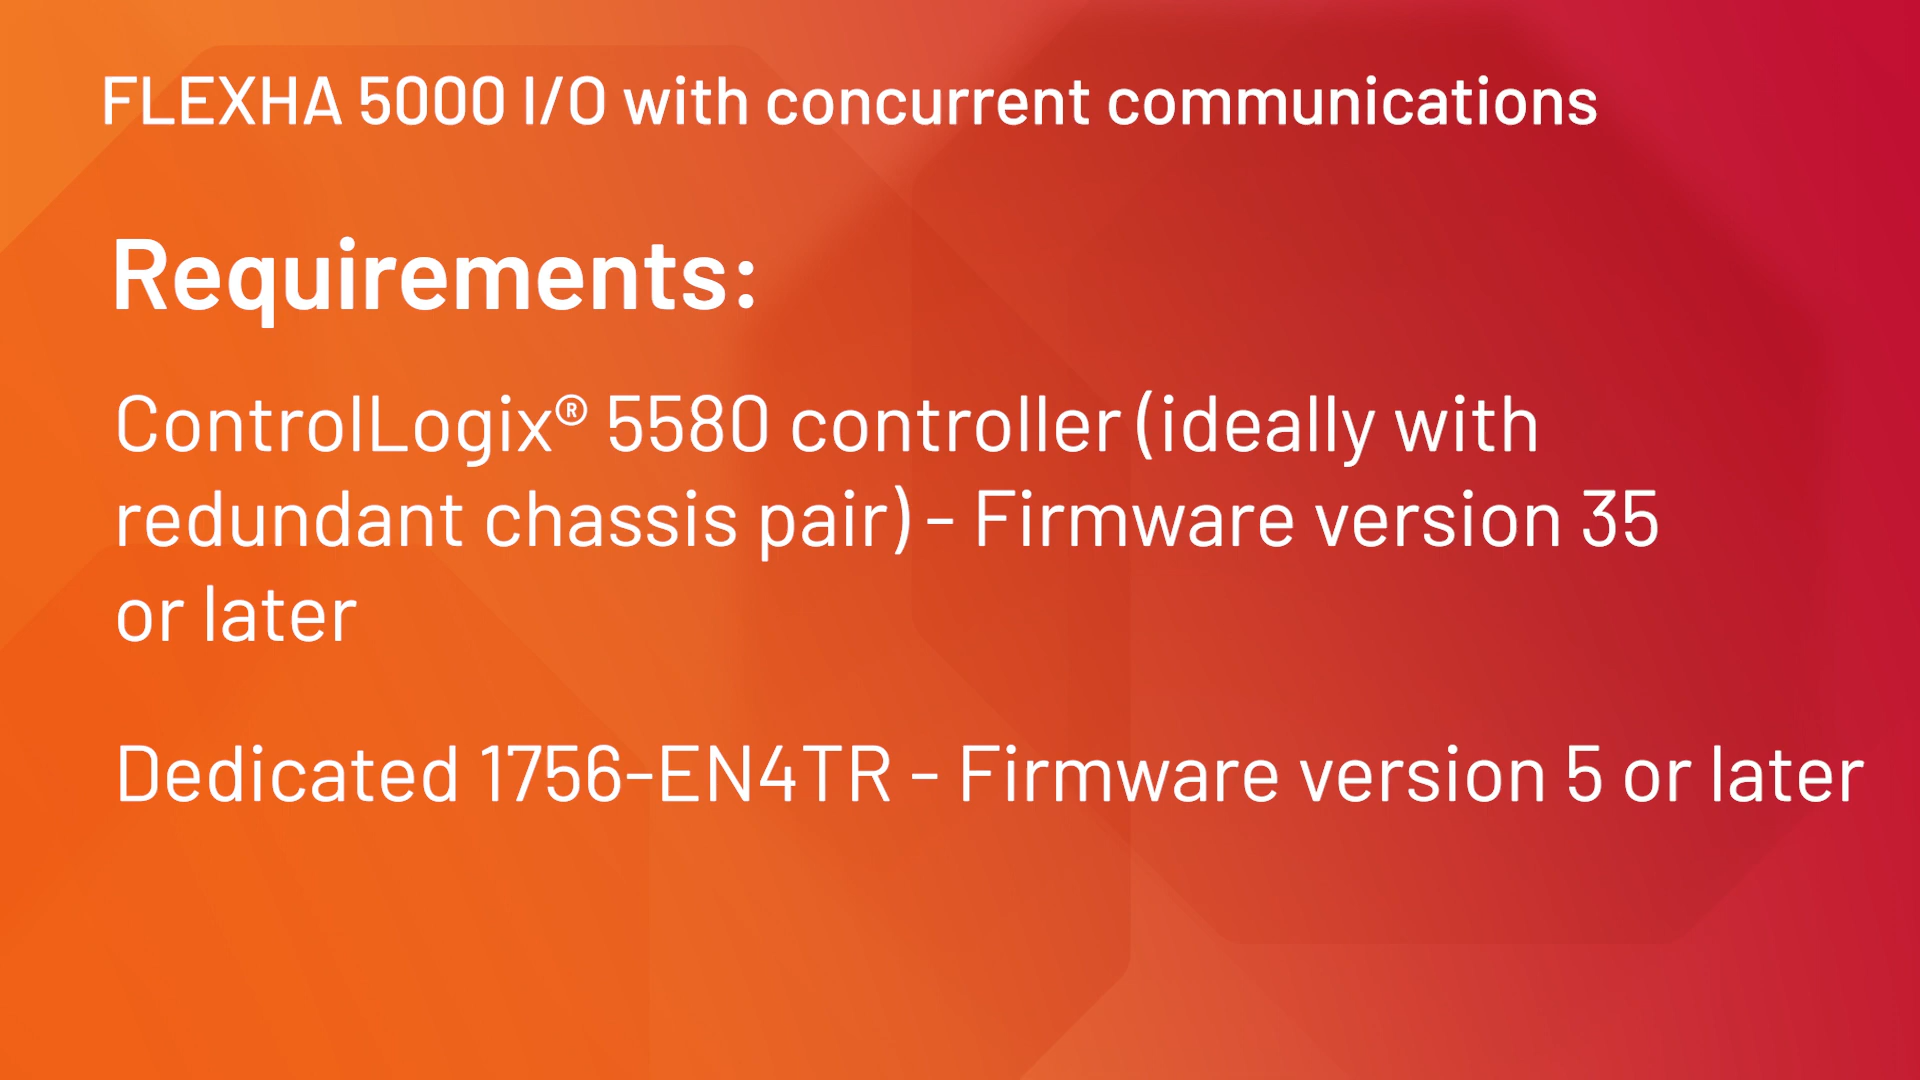 FLEXHA 5000 I/O with concurrent communications
Requirements:
ControlLogix® 5580 controller (ideally with
redundant chassis pair) - Firmware version 35
or later
Dedicated 1756-EN4TR - Firmware version 5 or later